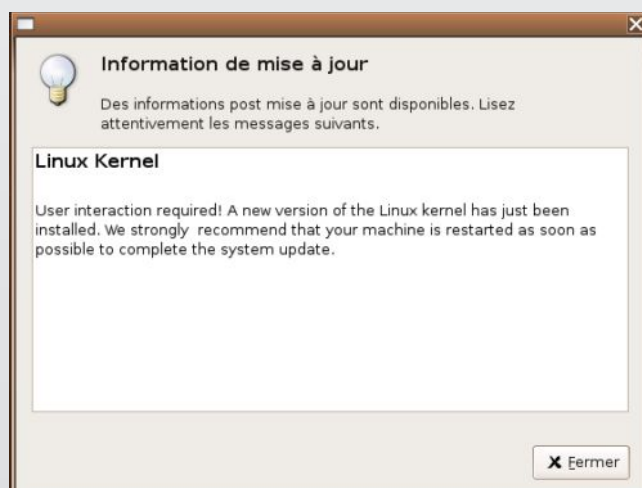 Information de mise à jour
Des informations post mise à jour sont disponibles. Lisez
attentivement les messages suivants.
Linux Kernel
User interaction required! A new version of the Linux kernel has just been
installed. We strongly  recommend that your machine is restarted as soon as
possible to complete the system update.
Fermer